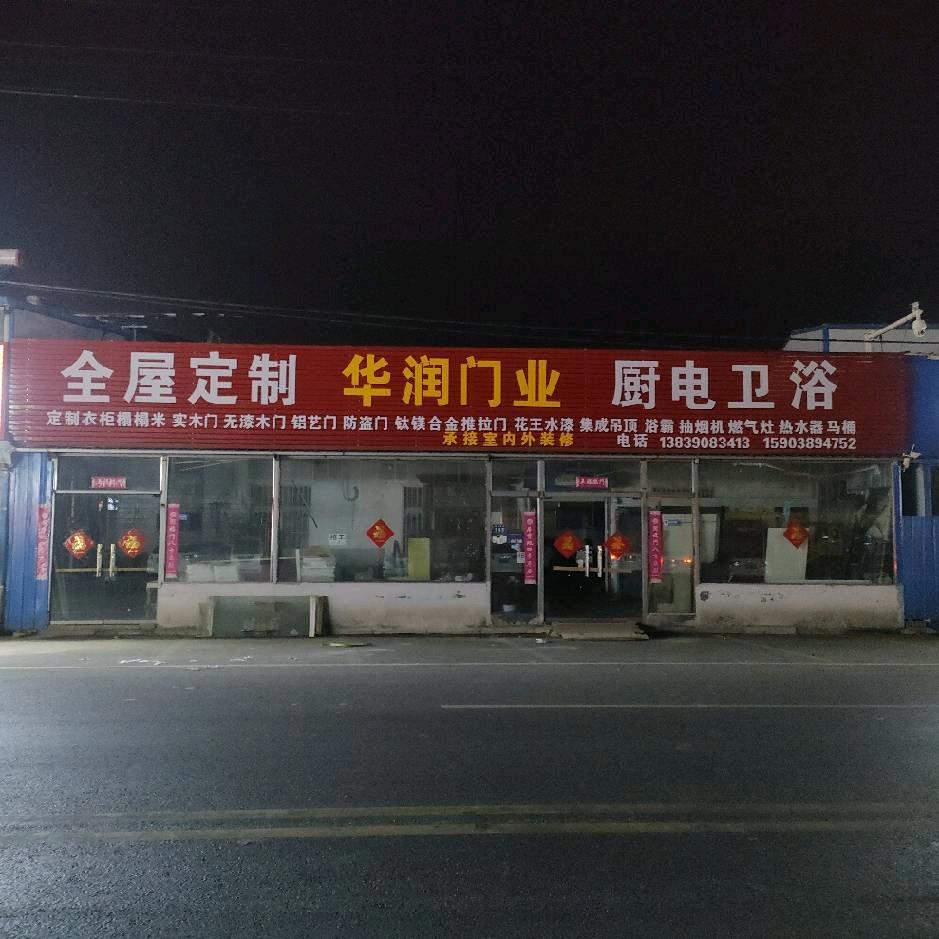 全屋定制 华润门业 厨电卫浴
定制衣柜榻榻米 实木门 无漆木门 铝艺门 防盗门 钛镁合金推拉门 花王水漆 集成吊顶 浴霸 抽烟机 燃气灶 热水器 马桶
承接室内外装修 电话 13839083413 15903894752